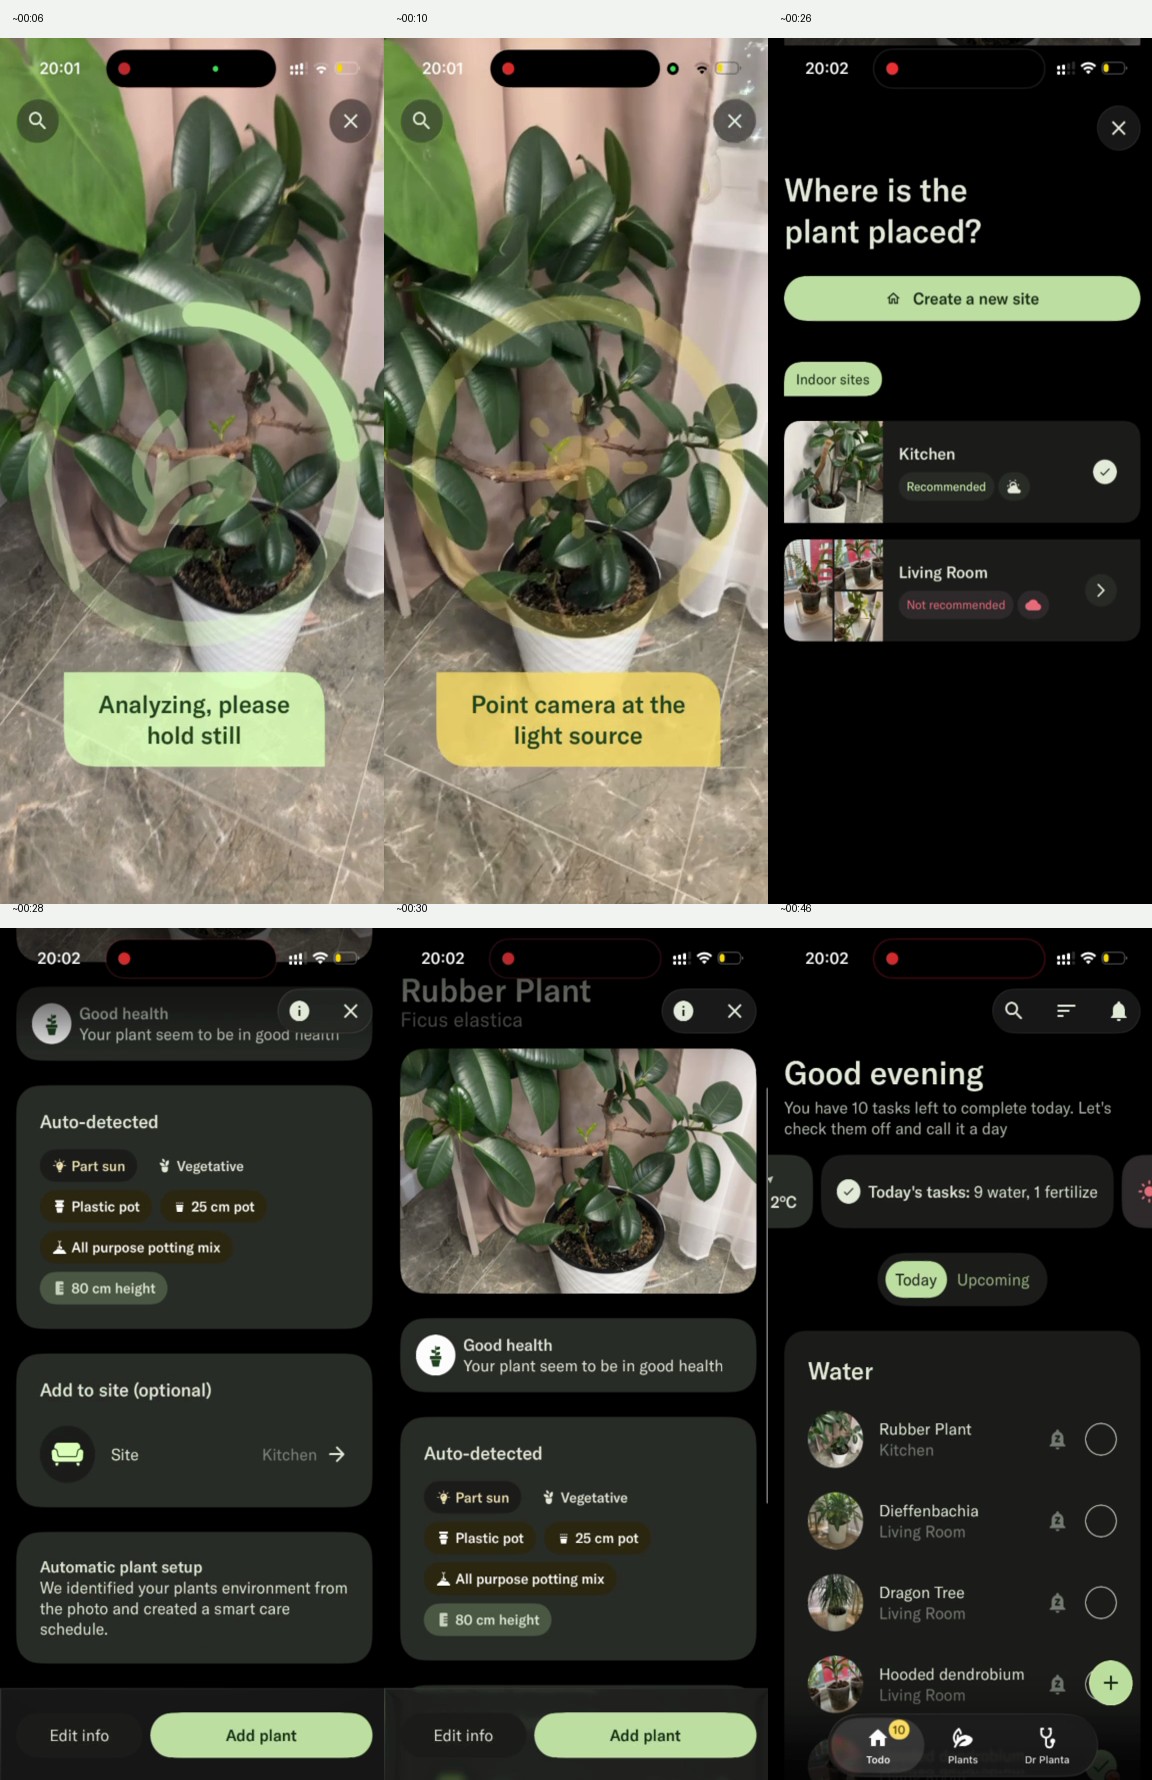 ~00:06
20:01
Analyzing, please
hold still
~00:10
20:01
Point camera at the
light source
~00:26
20:02
Where is the
plant placed?
Create a new site
Indoor sites
Kitchen
Recommended
Living Room
Not recommended
~00:28
20:02
Good health
Your plant seem to be in good health
Auto-detected
Part sun
Vegetative
Plastic pot
25 cm pot
All purpose potting mix
80 cm height
Add to site (optional)
Site
Kitchen
Automatic plant setup
We identified your plants environment from
the photo and created a smart care
schedule.
Edit info
Add plant
~00:30
20:02
Rubber Plant
Ficus elastica
Good health
Your plant seem to be in good health
Auto-detected
Part sun
Vegetative
Plastic pot
25 cm pot
All purpose potting mix
80 cm height
Edit info
Add plant
~00:46
20:02
Good evening
You have 10 tasks left to complete today. Let's
check them off and call it a day
2°C
Today's tasks: 9 water, 1 fertilize
Today
Upcoming
Water
Rubber Plant
Kitchen
Dieffenbachia
Living Room
Dragon Tree
Living Room
Hooded dendrobium
Living Room
10
Todo
Plants
Dr Planta